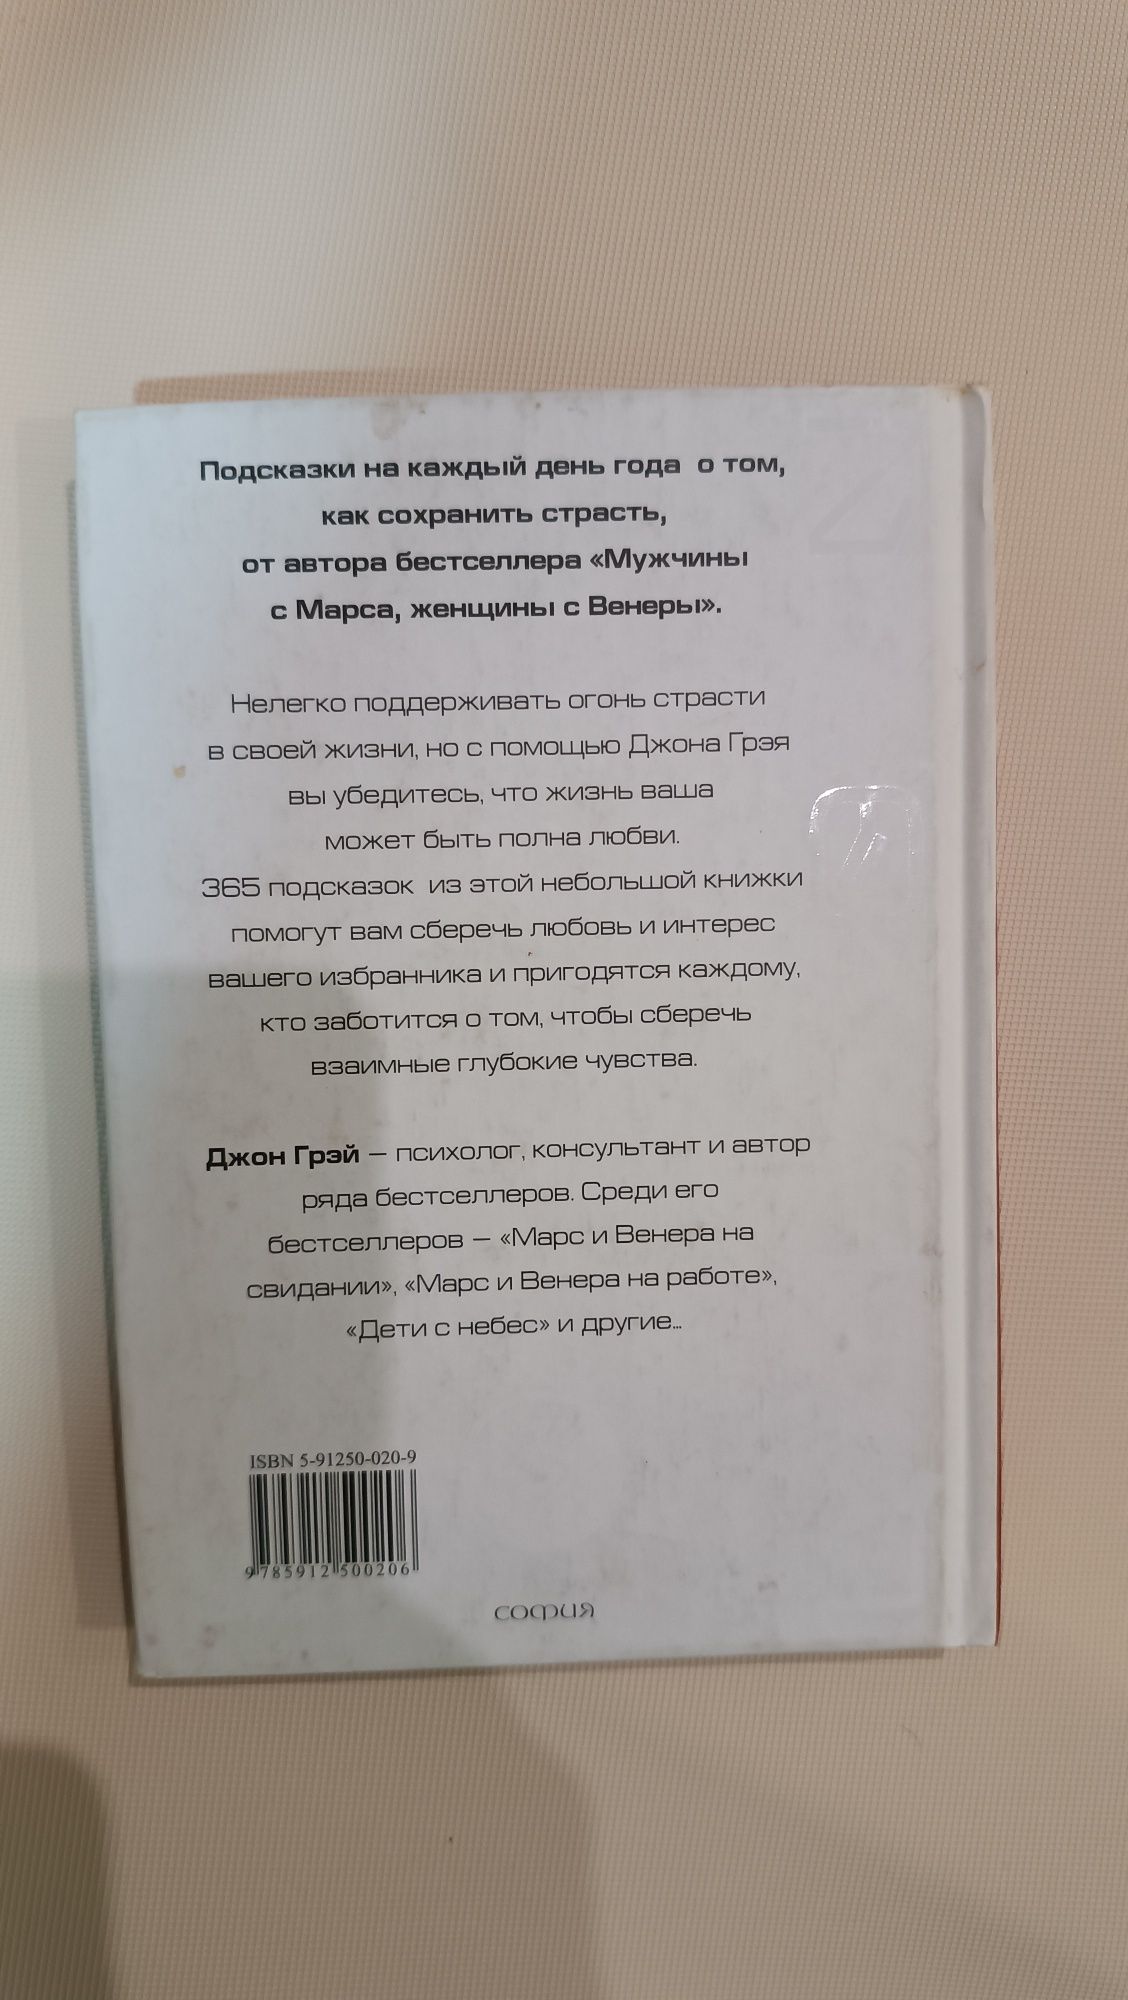 Подсказки на каждый день года о том,
как сохранить страсть,
от автора бестселлера «Мужчины
с Марса, женщины с Венеры».
Нелегко поддерживать огонь страсти
в своей жизни, но с помощью Джона Грэя
вы убедитесь, что жизнь ваша
может быть полна любви.
365 подсказок из этой небольшой книжки
помогут вам сберечь любовь и интерес
вашего избранника и пригодятся каждому,
кто заботится о том, чтобы сберечь
взаимные глубокие чувства.
Джон Грэй — психолог, консультант и автор
ряда бестселлеров. Среди его
бестселлеров — «Марс и Венера на
свидании», «Марс и Венера на работе»,
«Дети с небес» и другие...
ISBN 5-91250-020-9
9 785912 500206
СОФИЯ